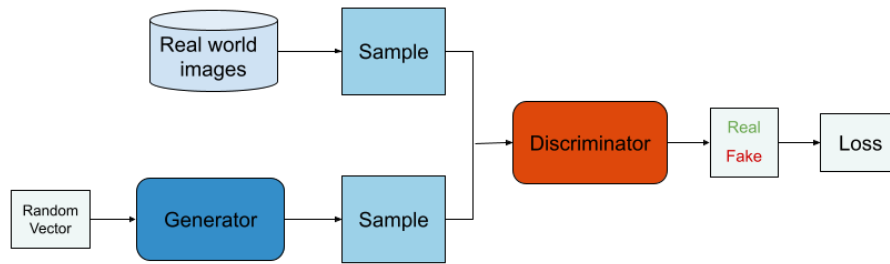 Real world
images
Sample
Discriminator
Real
Fake
Loss
Random
Vector
Generator
Sample